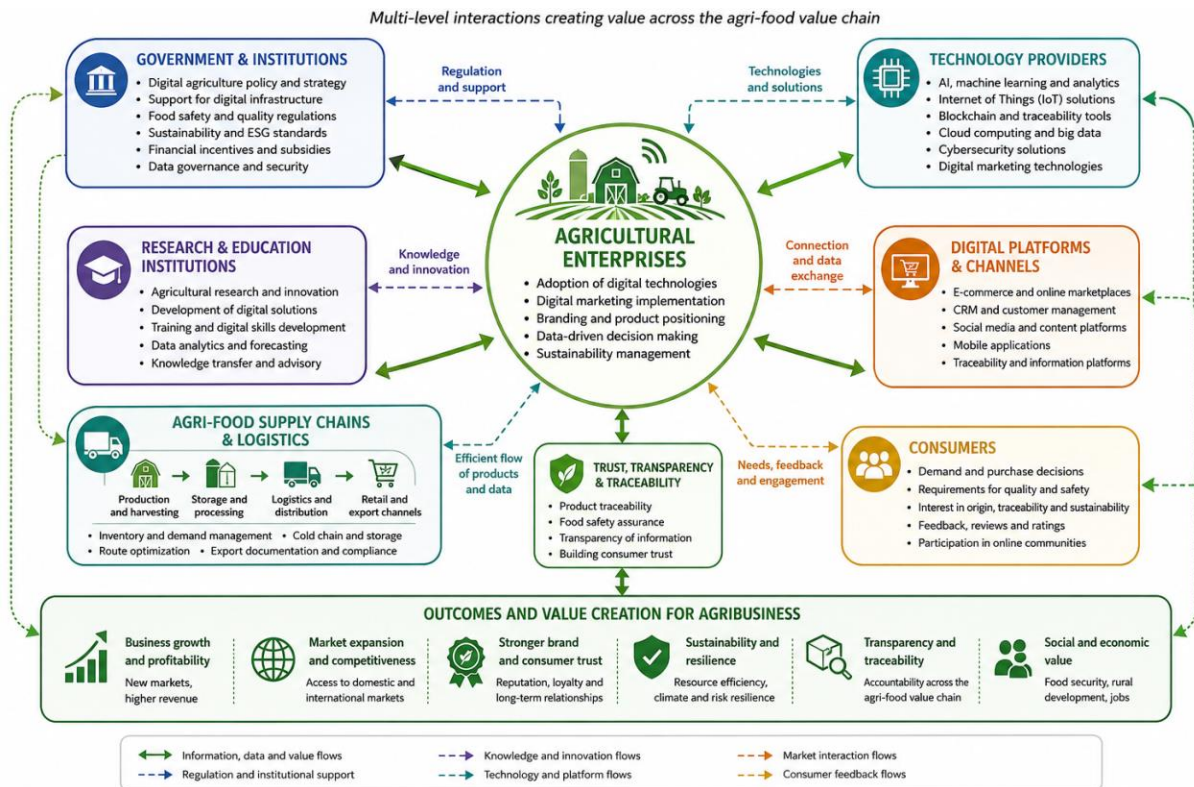 Multi-level interactions creating value across the agri-food value chain
GOVERNMENT & INSTITUTIONS
• Digital agriculture policy and strategy
• Support for digital infrastructure
• Food safety and quality regulations
• Sustainability and ESG standards
• Financial incentives and subsidies
• Data governance and security
Regulation
and support
Technologies
and solutions
TECHNOLOGY PROVIDERS
• AI, machine learning and analytics
• Internet of Things (IoT) solutions
• Blockchain and traceability tools
• Cloud computing and big data
• Cybersecurity solutions
• Digital marketing technologies
RESEARCH & EDUCATION
INSTITUTIONS
• Agricultural research and innovation
• Development of digital solutions
• Training and digital skills development
• Data analytics and forecasting
• Knowledge transfer and advisory
Knowledge
and innovation
AGRICULTURAL
ENTERPRISES
• Adoption of digital technologies
• Digital marketing implementation
• Branding and product positioning
• Data-driven decision making
• Sustainability management
Connection
and data
exchange
DIGITAL PLATFORMS
& CHANNELS
• E-commerce and online marketplaces
• CRM and customer management
• Social media and content platforms
• Mobile applications
• Traceability and information platforms
AGRI-FOOD SUPPLY CHAINS
& LOGISTICS
Production
and harvesting
Storage and
processing
Logistics and
distribution
Retail and
export channels
• Inventory and demand management • Cold chain and storage
• Route optimization • Export documentation and compliance
Efficient flow
of products
and data
TRUST, TRANSPARENCY
& TRACEABILITY
• Product traceability
• Food safety assurance
• Transparency of information
• Building consumer trust
Needs, feedback
and engagement
CONSUMERS
• Demand and purchase decisions
• Requirements for quality and safety
• Interest in origin, traceability and sustainability
• Feedback, reviews and ratings
• Participation in online communities
OUTCOMES AND VALUE CREATION FOR AGRIBUSINESS
Business growth
and profitability
New markets,
higher revenue
Market expansion
and competitiveness
Access to domestic and
international markets
Stronger brand
and consumer trust
Reputation, loyalty and
long-term relationships
Sustainability and
resilience
Resource efficiency,
climate and risk resilience
Transparency and
traceability
Accountability across the
agri-food value chain
Social and economic
value
Food security, rural
development, jobs
Information, data and value flows
Knowledge and innovation flows
Market interaction flows
Regulation and institutional support
Technology and platform flows
Consumer feedback flows